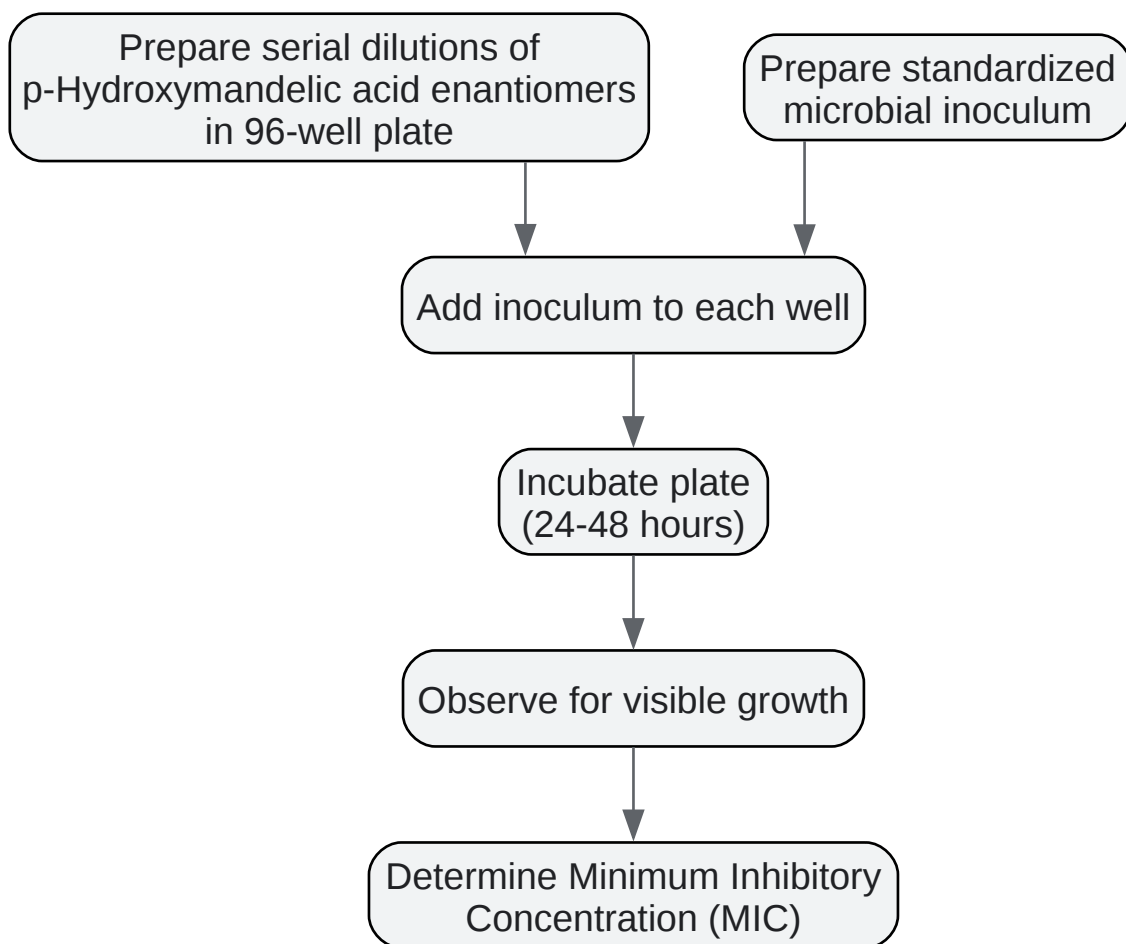 Prepare serial dilutions of
p-Hydroxymandelic acid enantiomers
in 96-well plate
Prepare standardized
microbial inoculum
Add inoculum to each well
Incubate plate
(24-48 hours)
Observe for visible growth
Determine Minimum Inhibitory
Concentration (MIC)